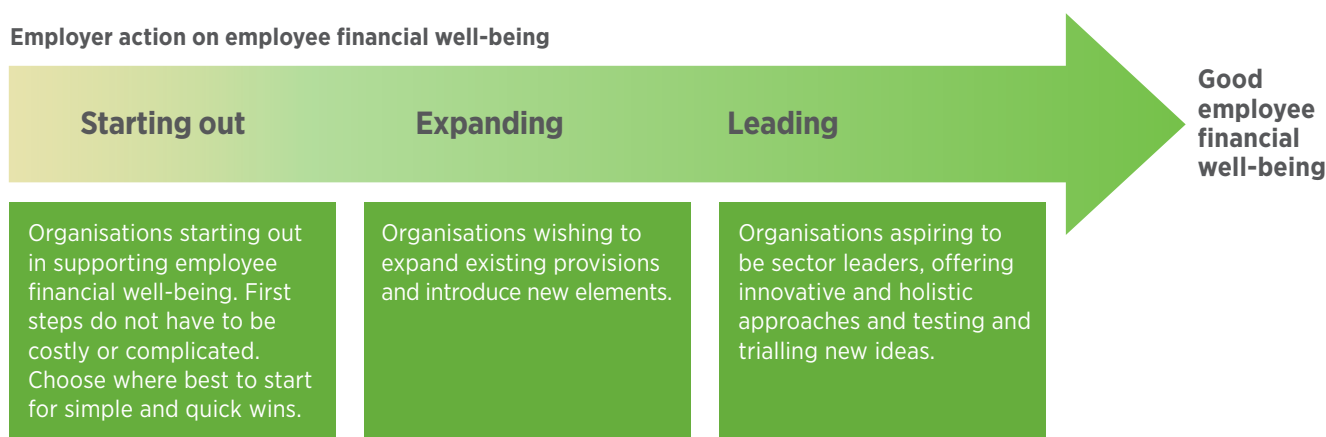 Employer action on employee financial well-being
Starting out
Expanding
Leading
Good
employee
financial
well-being
Organisations starting out
in supporting employee
financial well-being. First
steps do not have to be
costly or complicated.
Choose where best to start
for simple and quick wins.
Organisations wishing to
expand existing provisions
and introduce new elements.
Organisations aspiring to
be sector leaders, offering
innovative and holistic
approaches and testing and
trialling new ideas.